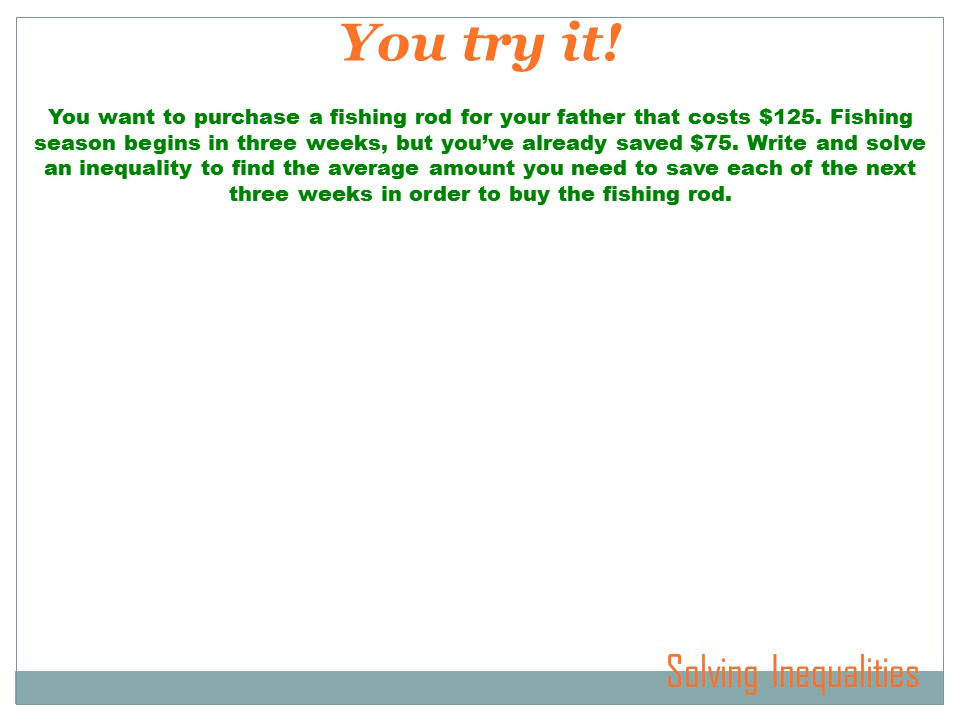 You try it!
You want to purchase a fishing rod for your father that costs $125. Fishing
season begins in three weeks, but you’ve already saved $75. Write and solve
an inequality to find the average amount you need to save each of the next
three weeks in order to buy the fishing rod.
Solving Inequalities